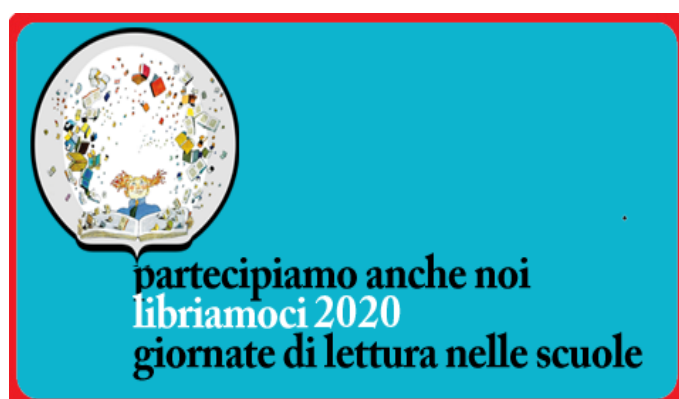 partecipiamo anche noi
libriamoci 2020
giornate di lettura nelle scuole